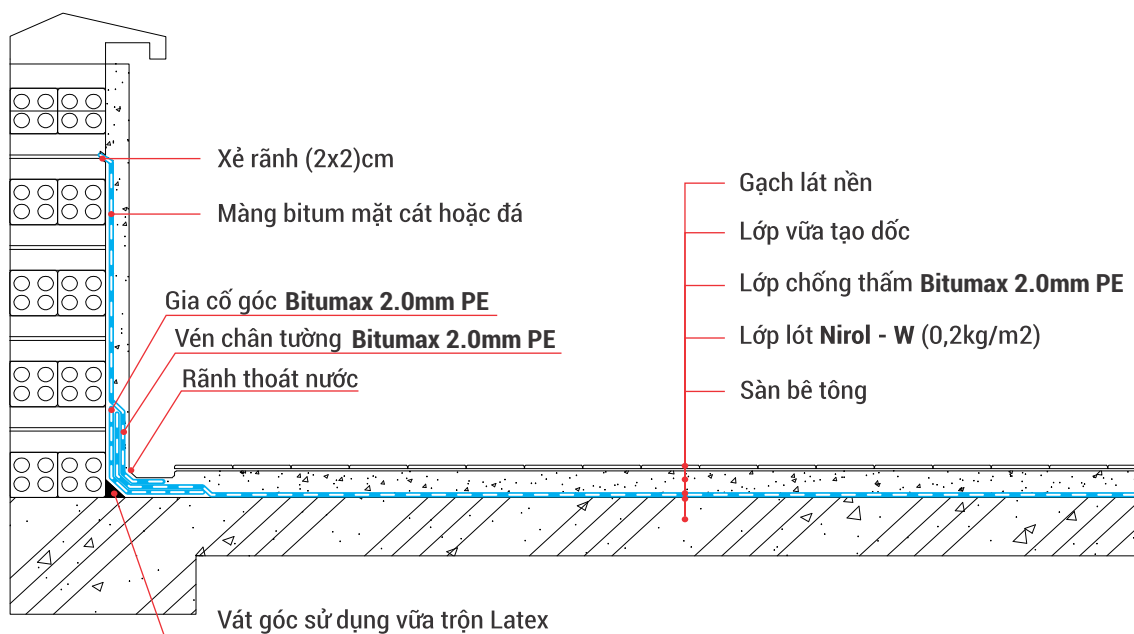 Xẻ rãnh (2x2)cm
Màng bitum mặt cát hoặc đá
Gia cố góc Bitumax 2.0mm PE
Vén chân tường Bitumax 2.0mm PE
Rãnh thoát nước
Gạch lát nền
Lớp vữa tạo dốc
Lớp chống thấm Bitumax 2.0mm PE
Lớp lót Nirol - W (0,2kg/m2)
Sàn bê tông
Vát góc sử dụng vữa trộn Latex